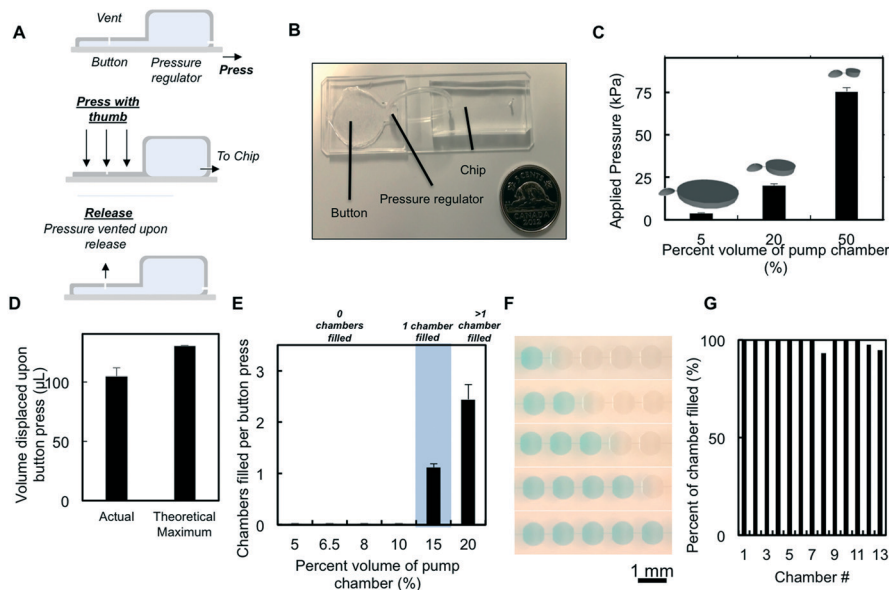 A
Vent
Button
Pressure
regulator
Press
Press with
thumb
To Chip
Release
Pressure vented upon
release
B
Button
Pressure regulator
Chip
5 CENTS
CANADA
C
Applied Pressure (kPa)
75
50
25
0
5
20
50
Percent volume of pump chamber
(%)
D
Volume displaced upon
button press (µL)
100
50
0
Actual
Theoretical
Maximum
E
0
chambers
filled
1 chamber
filled
>1
chamber
filled
Chambers filled per button press
3
2
1
0
5
6.5
8
10
15
20
Percent volume of pump
chamber (%)
F
1 mm
G
Percent of chamber filled (%)
100
50
0
1
3
5
7
9
11
13
Chamber #